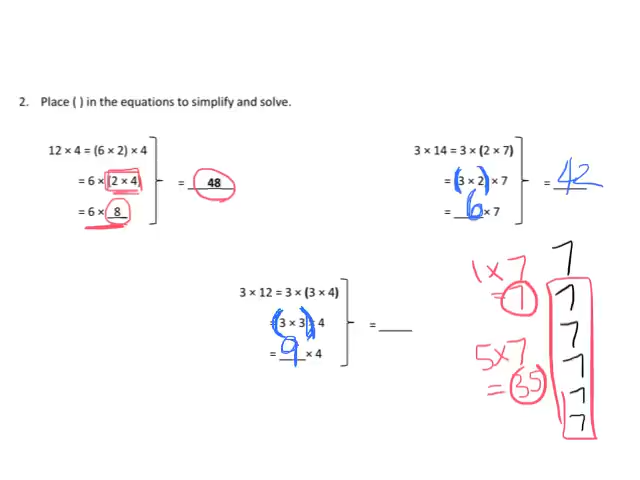 2. Place ( ) in the equations to simplify and solve.
12 × 4 = (6 × 2) × 4
= 6 × (2 × 4)
= 6 × 8
= 48
3 × 14 = 3 × (2 × 7)
= (3 × 2) × 7
= 6 × 7
= 42
3 × 12 = 3 × (3 × 4)
= (3 × 3) × 4
= 9 × 4
= ____
1 × 7
= 7
5 × 7
= 35
7
7
7
7
7
7